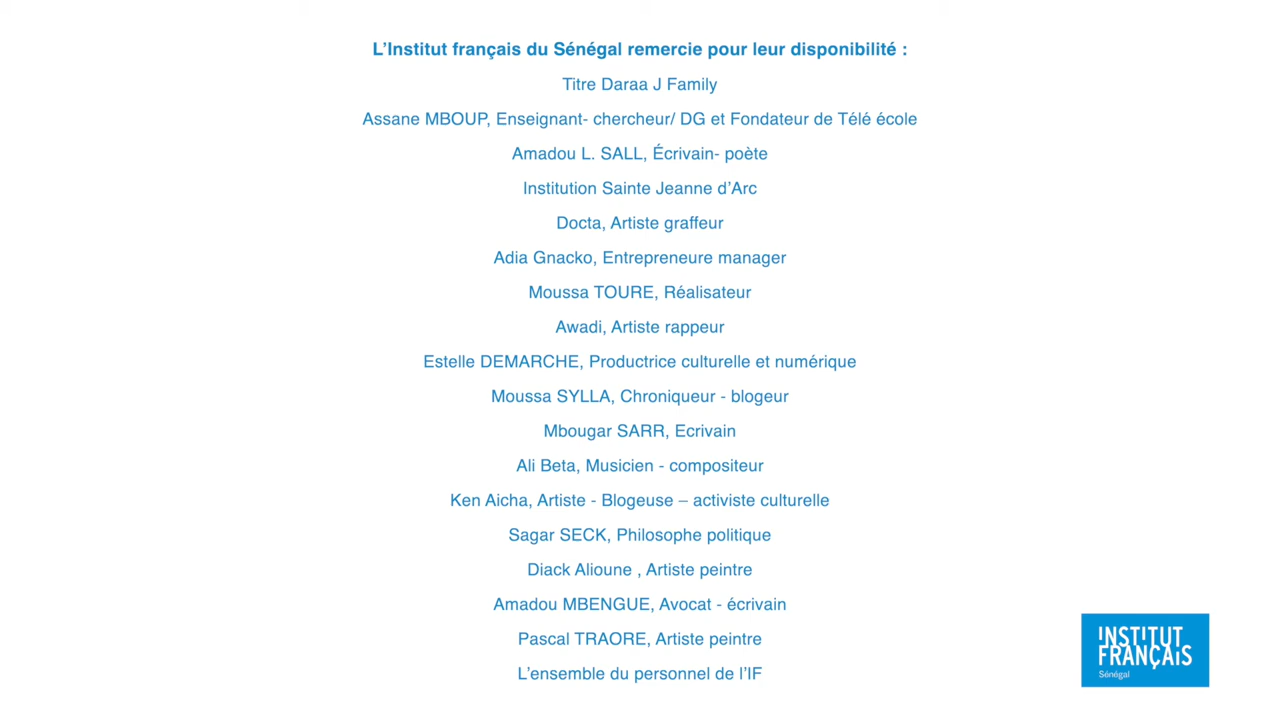 L’Institut français du Sénégal remercie pour leur disponibilité :
Titre Daraa J Family
Assane MBOUP, Enseignant- chercheur/ DG et Fondateur de Télé école
Amadou L. SALL, Écrivain- poète
Institution Sainte Jeanne d’Arc
Docta, Artiste graffeur
Adia Gnacko, Entrepreneure manager
Moussa TOURE, Réalisateur
Awadi, Artiste rappeur
Estelle DEMARCHE, Productrice culturelle et numérique
Moussa SYLLA, Chroniqueur - blogeur
Mbougar SARR, Ecrivain
Ali Beta, Musicien - compositeur
Ken Aicha, Artiste - Blogeuse – activiste culturelle
Sagar SECK, Philosophe politique
Diack Alioune , Artiste peintre
Amadou MBENGUE, Avocat - écrivain
Pascal TRAORE, Artiste peintre
L’ensemble du personnel de l’IF
INSTITUT
FRANÇAIS
Sénégal